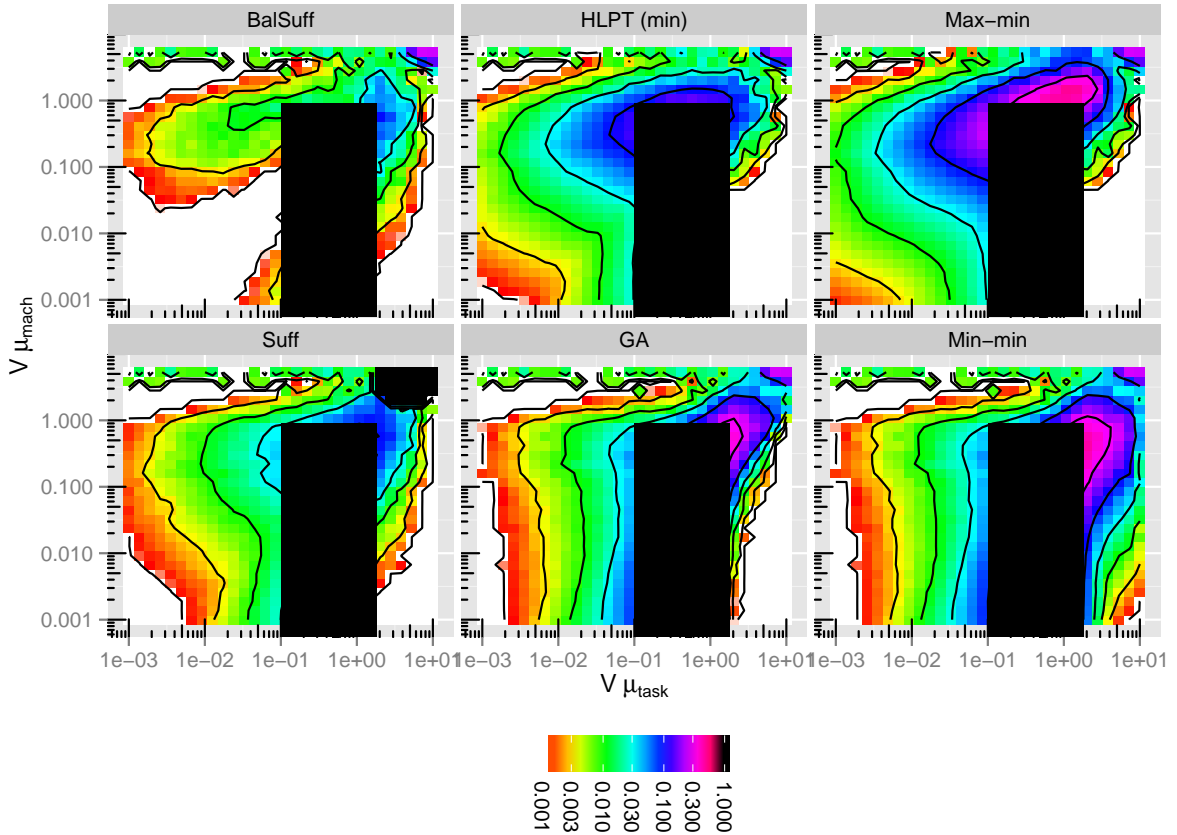 BalSuff HLPT (min) Max−min
1.000
0.100
0.010
0.001
Suff GA Min−min
1.000
0.100
0.010
0.001
V μmach
1e−03 1e−02 1e−01 1e+00 1e+01 1e−03 1e−02 1e−01 1e+00 1e+01 1e−03 1e−02 1e−01 1e+00 1e+01
V μtask
0.001 0.003 0.010 0.030 0.100 0.300 1.000